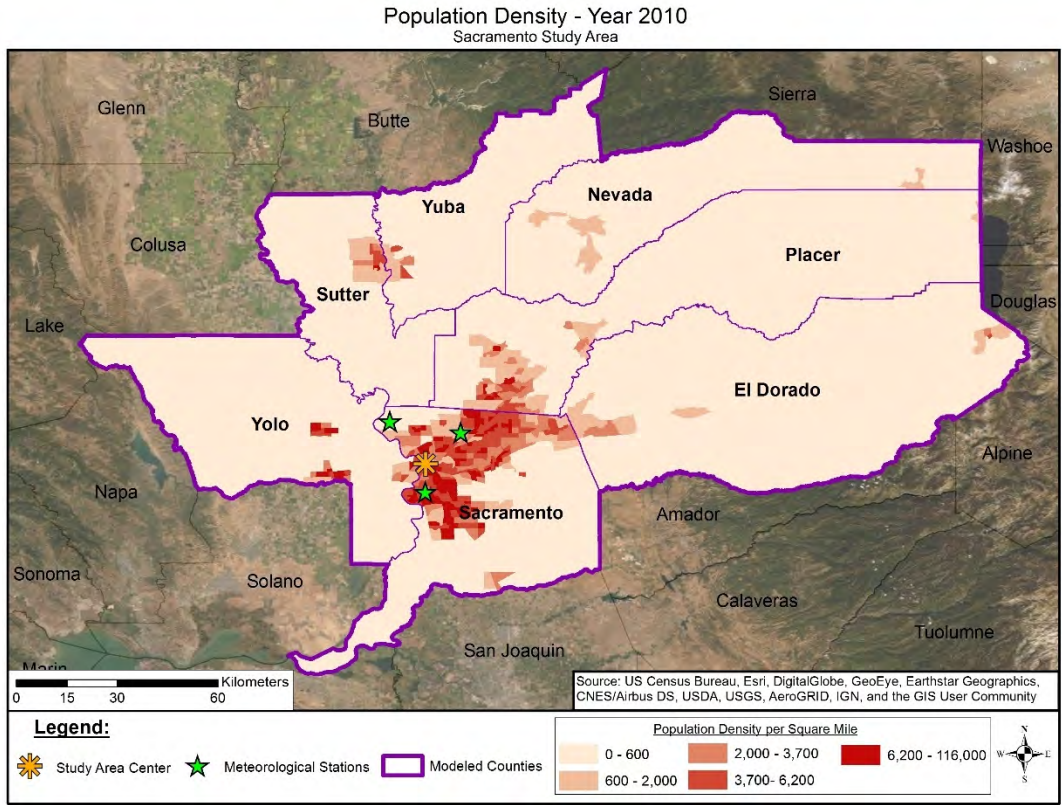 Population Density - Year 2010
Sacramento Study Area
Glenn
Butte
Sierra
Washoe
Yuba
Nevada
Colusa
Placer
Sutter
Douglas
Lake
El Dorado
Yolo
Alpine
Napa
Sacramento
Amador
Sonoma
Solano
Calaveras
Tuolumne
San Joaquin
Marin
Kilometers
0 15 30 60
Source: US Census Bureau, Esri, DigitalGlobe, GeoEye, Earthstar Geographics,
CNES/Airbus DS, USDA, USGS, AeroGRID, IGN, and the GIS User Community
Legend:
Study Area Center
Meteorological Stations
Modeled Counties
Population Density per Square Mile
0 - 600
2,000 - 3,700
6,200 - 116,000
600 - 2,000
3,700 - 6,200
N
W E
S